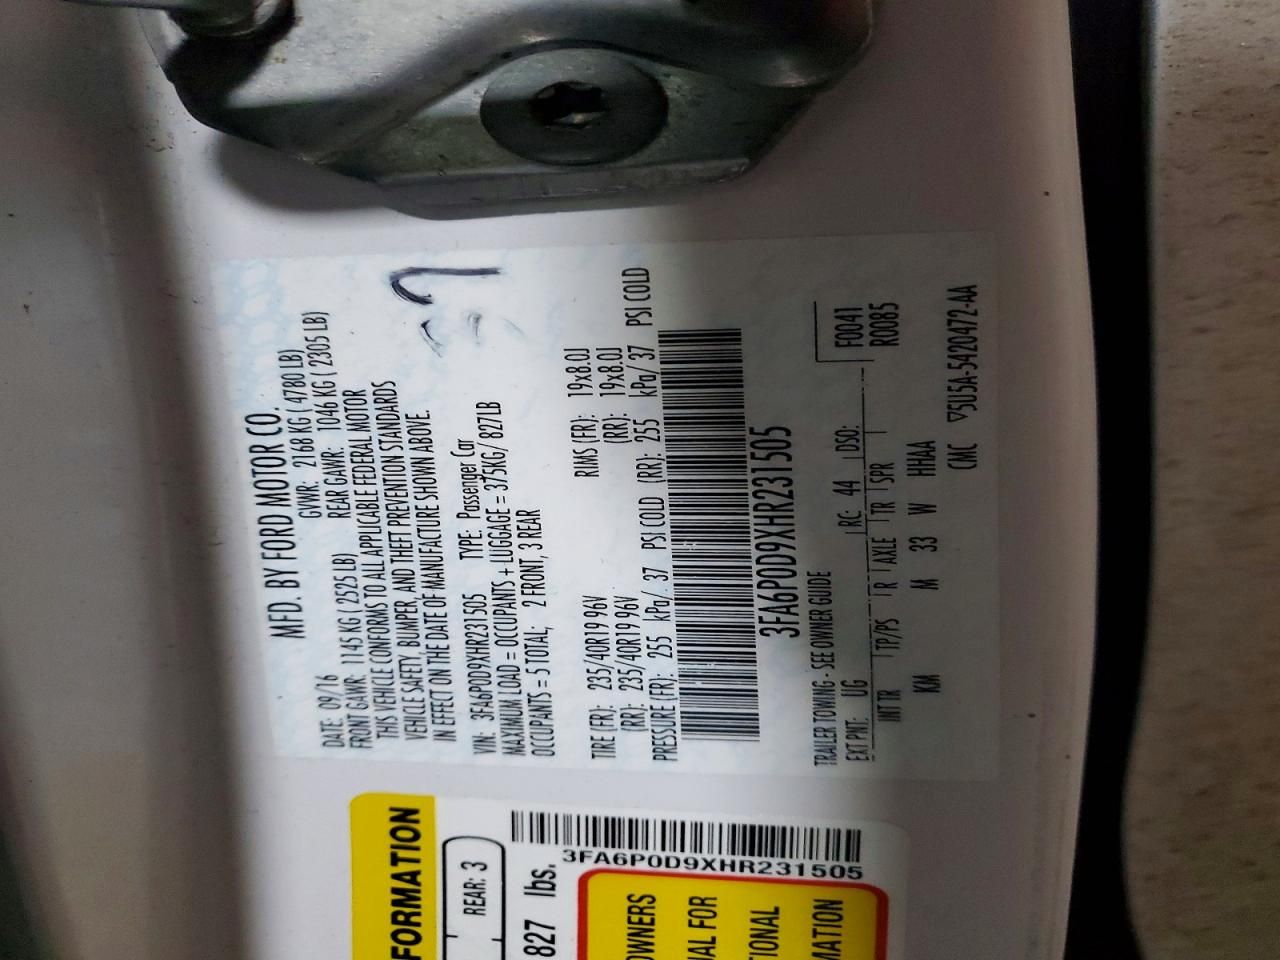 MFD. BY FORD MOTOR CO.
DATE: 09/16 GVWR: 2168 KG ( 4780 LB)
FRONT GAWR: 1145 KG ( 2525 LB) REAR GAWR: 1046 KG ( 2305 LB)
THIS VEHICLE CONFORMS TO ALL APPLICABLE FEDERAL MOTOR
VEHICLE SAFETY, BUMPER, AND THEFT PREVENTION STANDARDS
IN EFFECT ON THE DATE OF MANUFACTURE SHOWN ABOVE.
VIN: 3FA6P0D9XHR231505 TYPE: Passenger Car
MAXIMUM LOAD = OCCUPANTS + LUGGAGE = 375KG/ 827LB
OCCUPANTS = 5 TOTAL, 2 FRONT, 3 REAR
TIRE (FR): 235/40R19 96V RIMS (FR): 19x8.0J
(RR): 235/40R19 96V (RR): 19x8.0J
PRESSURE (FR): 255 kPa/ 37 PSI COLD (RR): 255 kPa/ 37 PSI COLD
3FA6P0D9XHR231505
TRAILER TOWING - SEE OWNER GUIDE
EXT PNT: UG RC: 44 DSO: F0041
R0085
INT TR TP/PS R AXLE TR SPR
KM M 33 W HHAA
CMC ▽5U5A-5420472-AA
FORMATION
REAR: 3
827 lbs.
3FA6P0D9XHR231505
OWNERS
UAL FOR
TIONAL
MATION